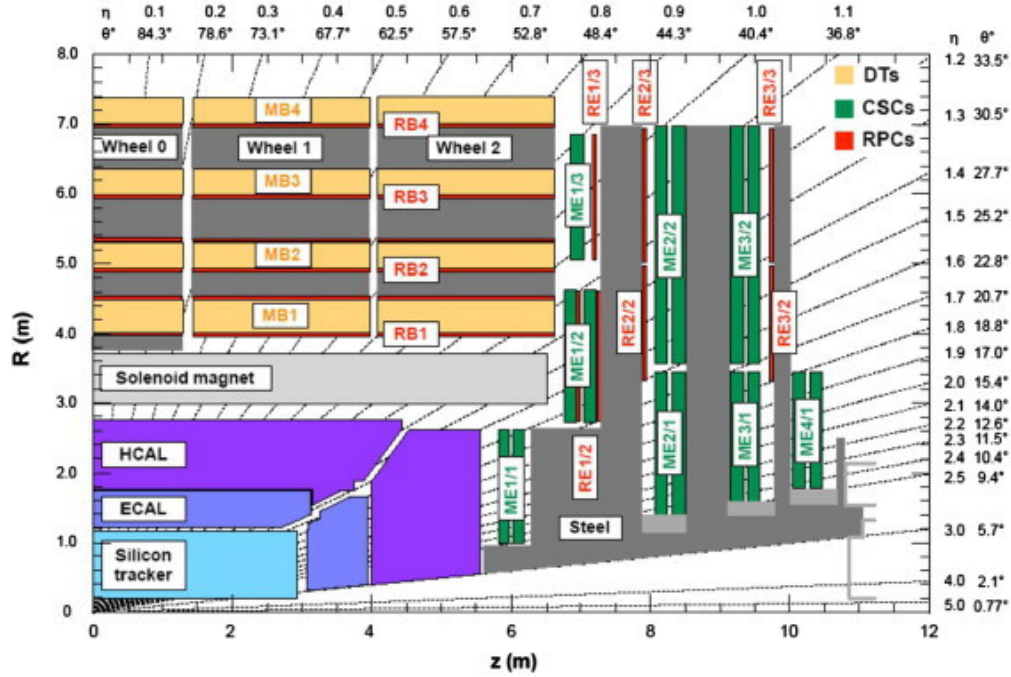 η 0.1 0.2 0.3 0.4 0.5 0.6 0.7 0.8 0.9 1.0 1.1
θ° 84.3° 78.6° 73.1° 67.7° 62.5° 57.5° 52.8° 48.4° 44.3° 40.4° 36.8°
η θ°
8.0
7.0
6.0
5.0
4.0
3.0
2.0
1.0
0
R (m)
1.2 33.5°
1.3 30.5°
1.4 27.7°
1.5 25.2°
1.6 22.8°
1.7 20.7°
1.8 18.8°
1.9 17.0°
2.0 15.4°
2.1 14.0°
2.2 12.6°
2.3 11.5°
2.4 10.4°
2.5 9.4°
3.0 5.7°
4.0 2.1°
5.0 0.77°
DTs
CSCs
RPCs
MB4
RB4
Wheel 0
Wheel 1
Wheel 2
MB3
RB3
MB2
RB2
MB1
RB1
Solenoid magnet
HCAL
ECAL
Silicon
tracker
Steel
RE1/3
RE2/3
RE3/3
ME1/3
ME2/2
ME3/2
ME1/2
RE2/2
RE3/2
ME1/1
RE1/2
ME2/1
ME3/1
ME4/1
0 2 4 6 8 10 12
z (m)